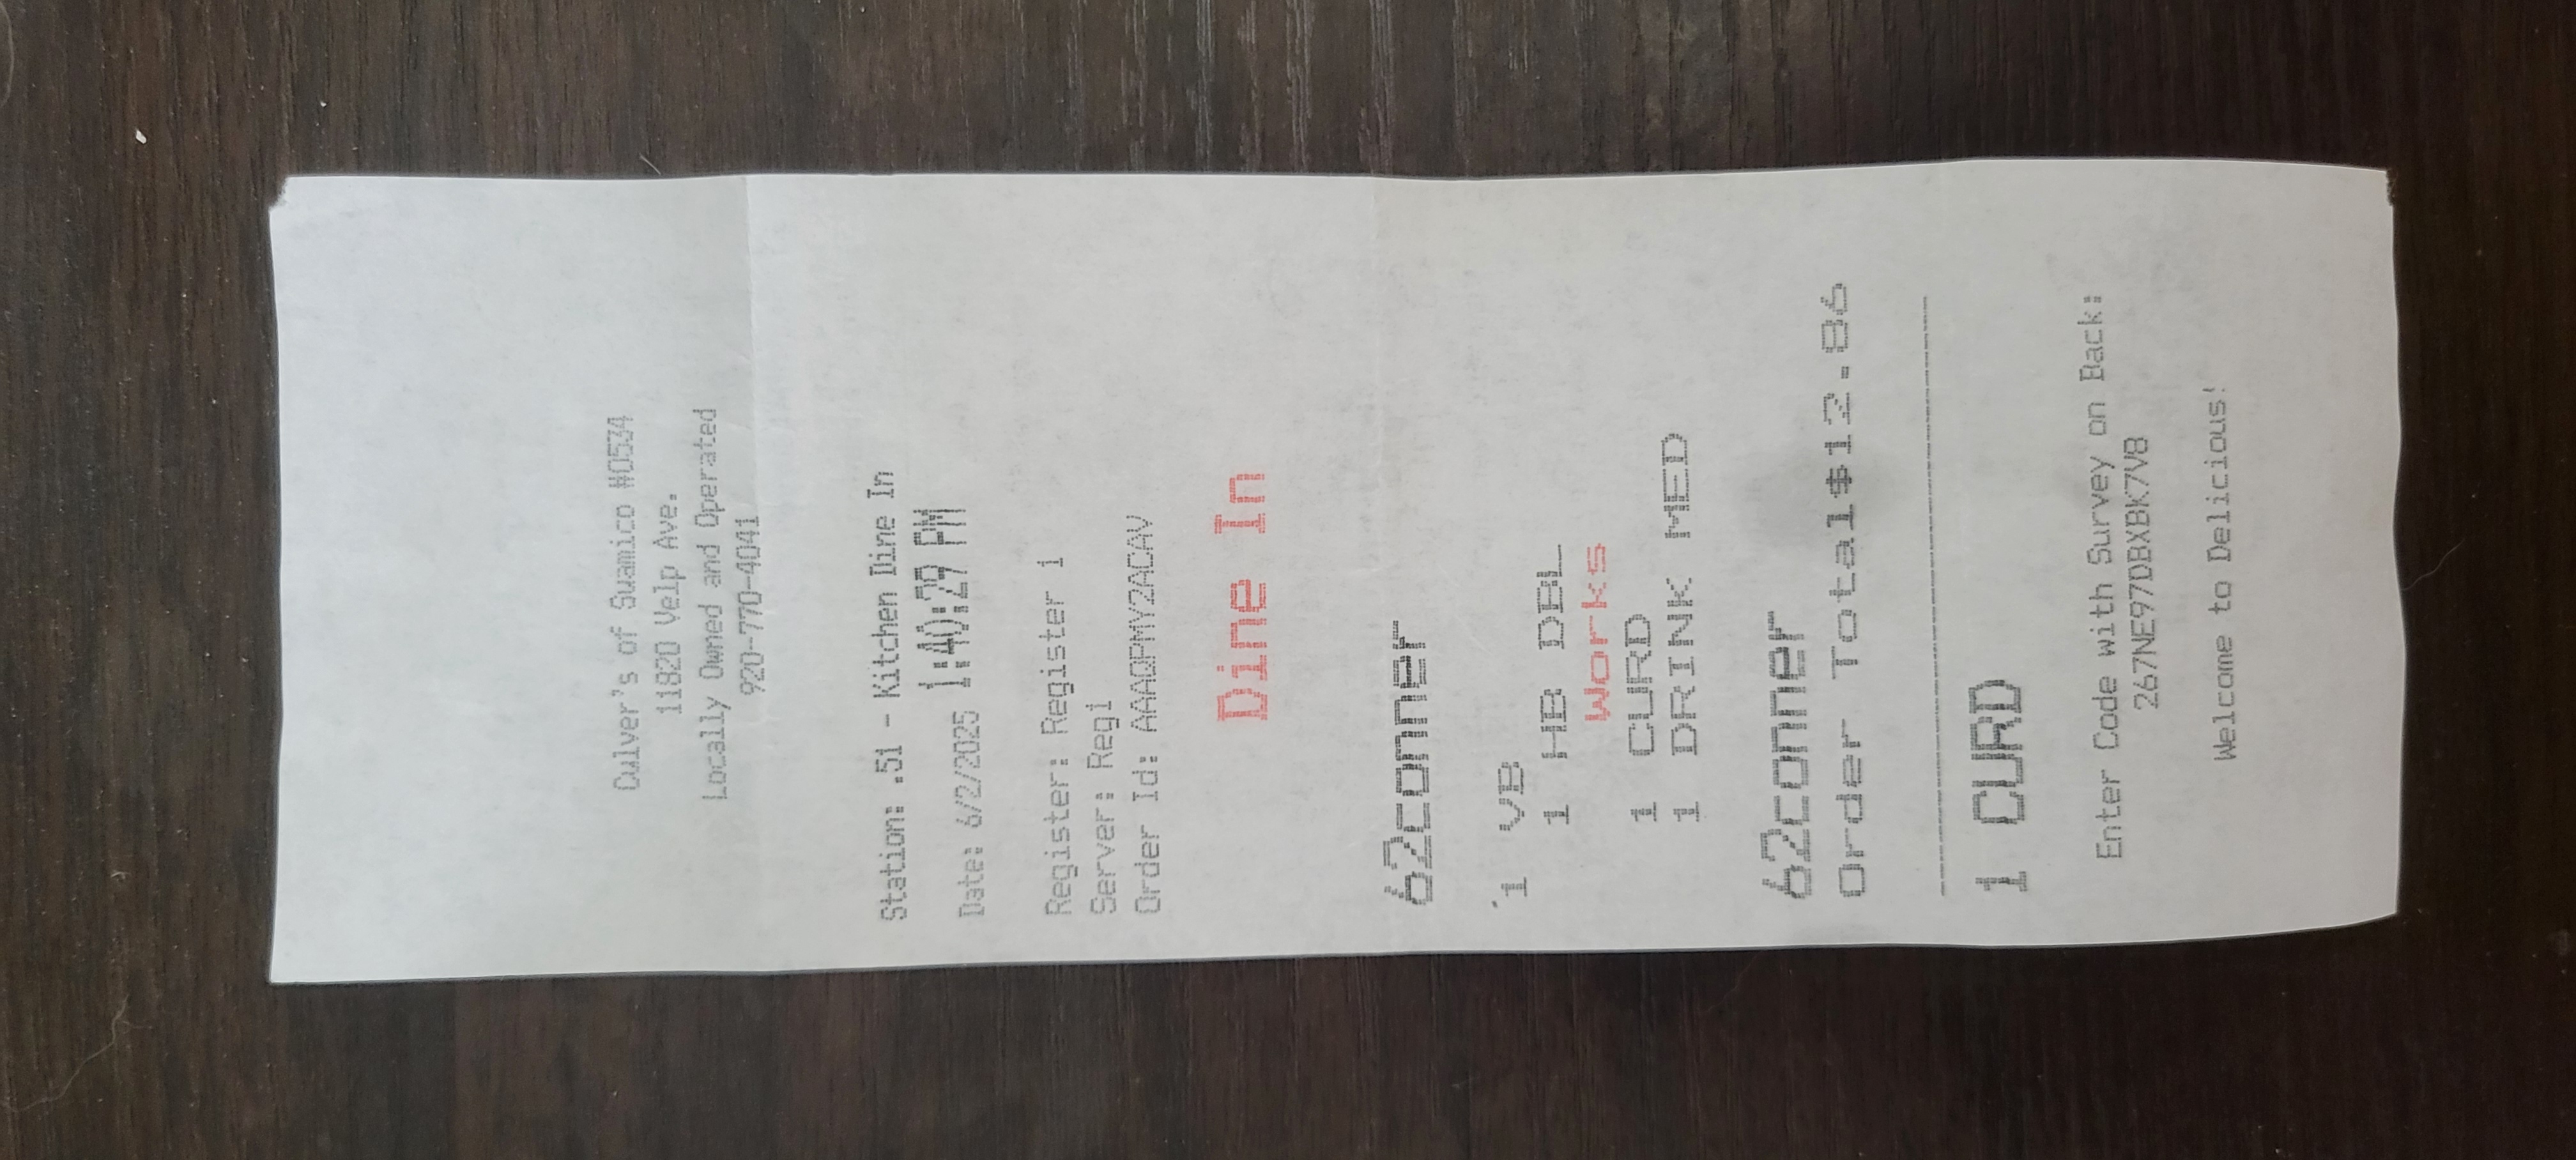 Culver's of Suamico #0534
11820 Velp Ave.
Locally Owned and Operated
920-770-4041
Station: .51 - Kitchen Dine In
Date: 6/2/2025 1:40:29 PM
Register: Register 1
Server: Regi
Order Id: AAAQPMY2ACAV
Dine In
62conner
1 VB
1 HB DBL
Works
1 CURD
1 DRINK MED
62conner
Order Total$12.86
1 CURD
Enter Code with Survey on Back:
267NE97DBXBK7V8
Welcome to Delicious!